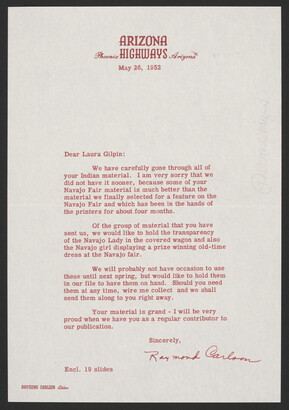 ARIZONA
Phoenix HIGHWAYS Arizona
May 26, 1952
Dear Laura Gilpin:
We have carefully gone through all of
your Indian material. I am very sorry that we
did not have it sooner, because some of your
Navajo Fair material is much better than the
material we finally selected for a feature on the
Navajo Fair and which has been in the hands of
the printers for about four months.
Of the group of material that you have
sent us, we would like to hold the transparency
of the Navajo Lady in the covered wagon and also
the Navajo girl displaying a prize winning old-time
dress at the Navajo fair.
We will probably not have occasion to use
these until next spring, but would like to hold them
in our file to have them on hand. Should you need
them at any time, wire me collect and we shall
send them along to you right away.
Your material is grand - I will be very
proud when we have you as a regular contributor to
our publication.
Sincerely,
Raymond Carlson
Encl. 19 slides
RAYMOND CARLSON Editor